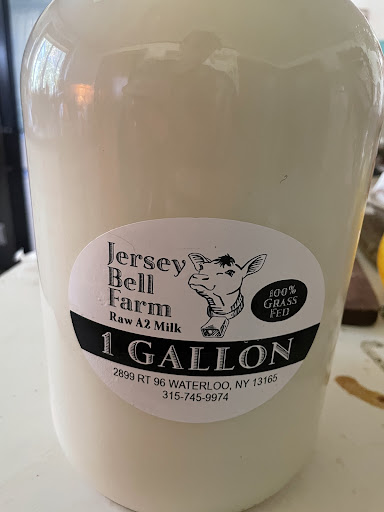 Jersey
Bell
Farm
Raw A2 Milk
100%
GRASS
FED
1 GALLON
2899 RT 96 WATERLOO, NY 13165
315-745-9974